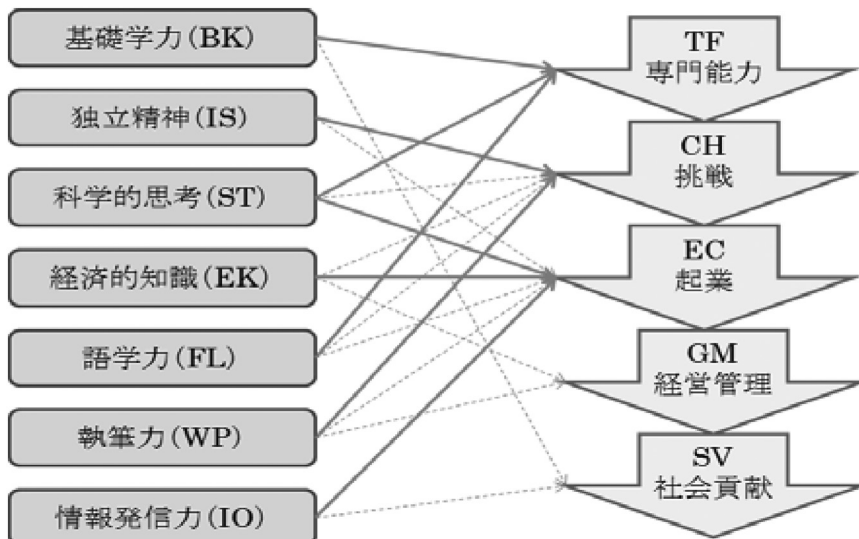 基礎学力(BK)
独立精神(IS)
科学的思考(ST)
経済的知識(EK)
語学力(FL)
執筆力(WP)
情報発信力(IO)
TF
専門能力
CH
挑戦
EC
起業
GM
経営管理
SV
社会貢献